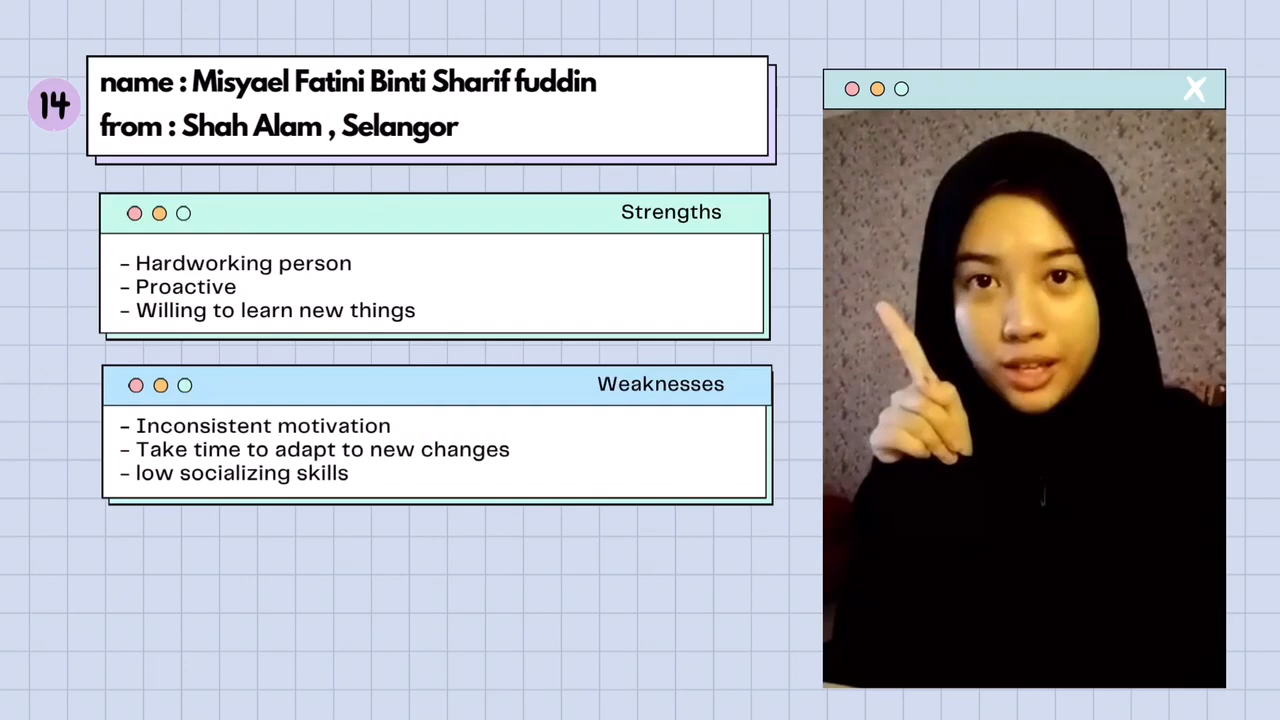 14
name : Misyael Fatini Binti Sharif fuddin
from : Shah Alam , Selangor
Strengths
- Hardworking person
- Proactive
- Willing to learn new things
Weaknesses
- Inconsistent motivation
- Take time to adapt to new changes
- low socializing skills